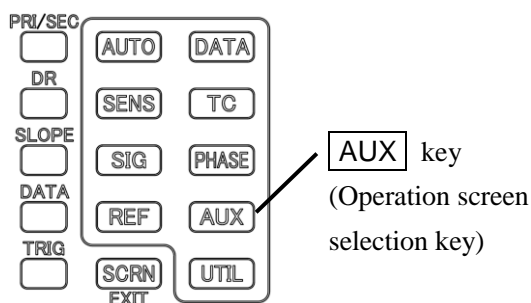 PRI/SEC
AUTO DATA
DR
SENS TC
SLOPE
SIG PHASE
DATA
REF AUX
TRIG
SCRN UTIL
EXIT
AUX key
(Operation screen
selection key)